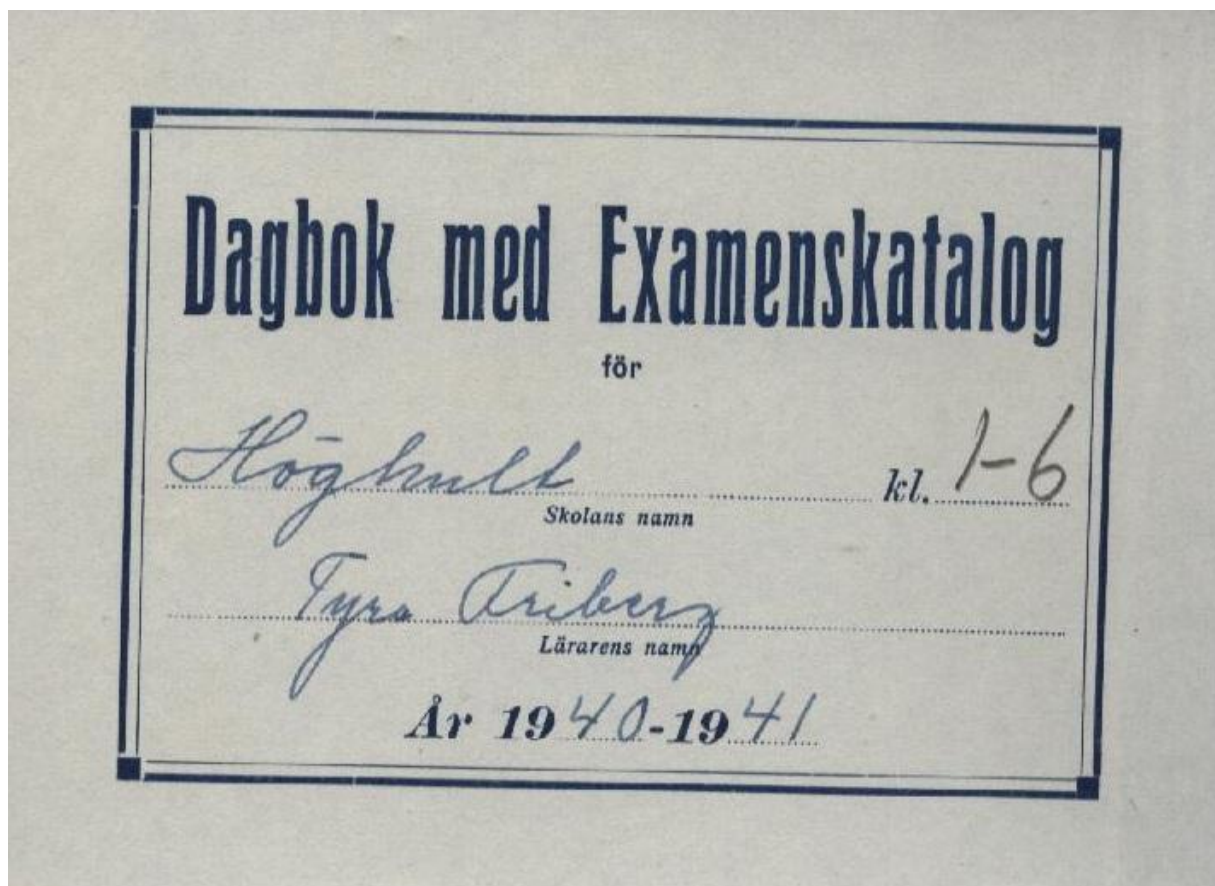 Dagbok med Examenskatalog
för
Höghult kl. 1-6
Skolans namn
Tyra Friberg
Lärarens namn
År 1940-1941